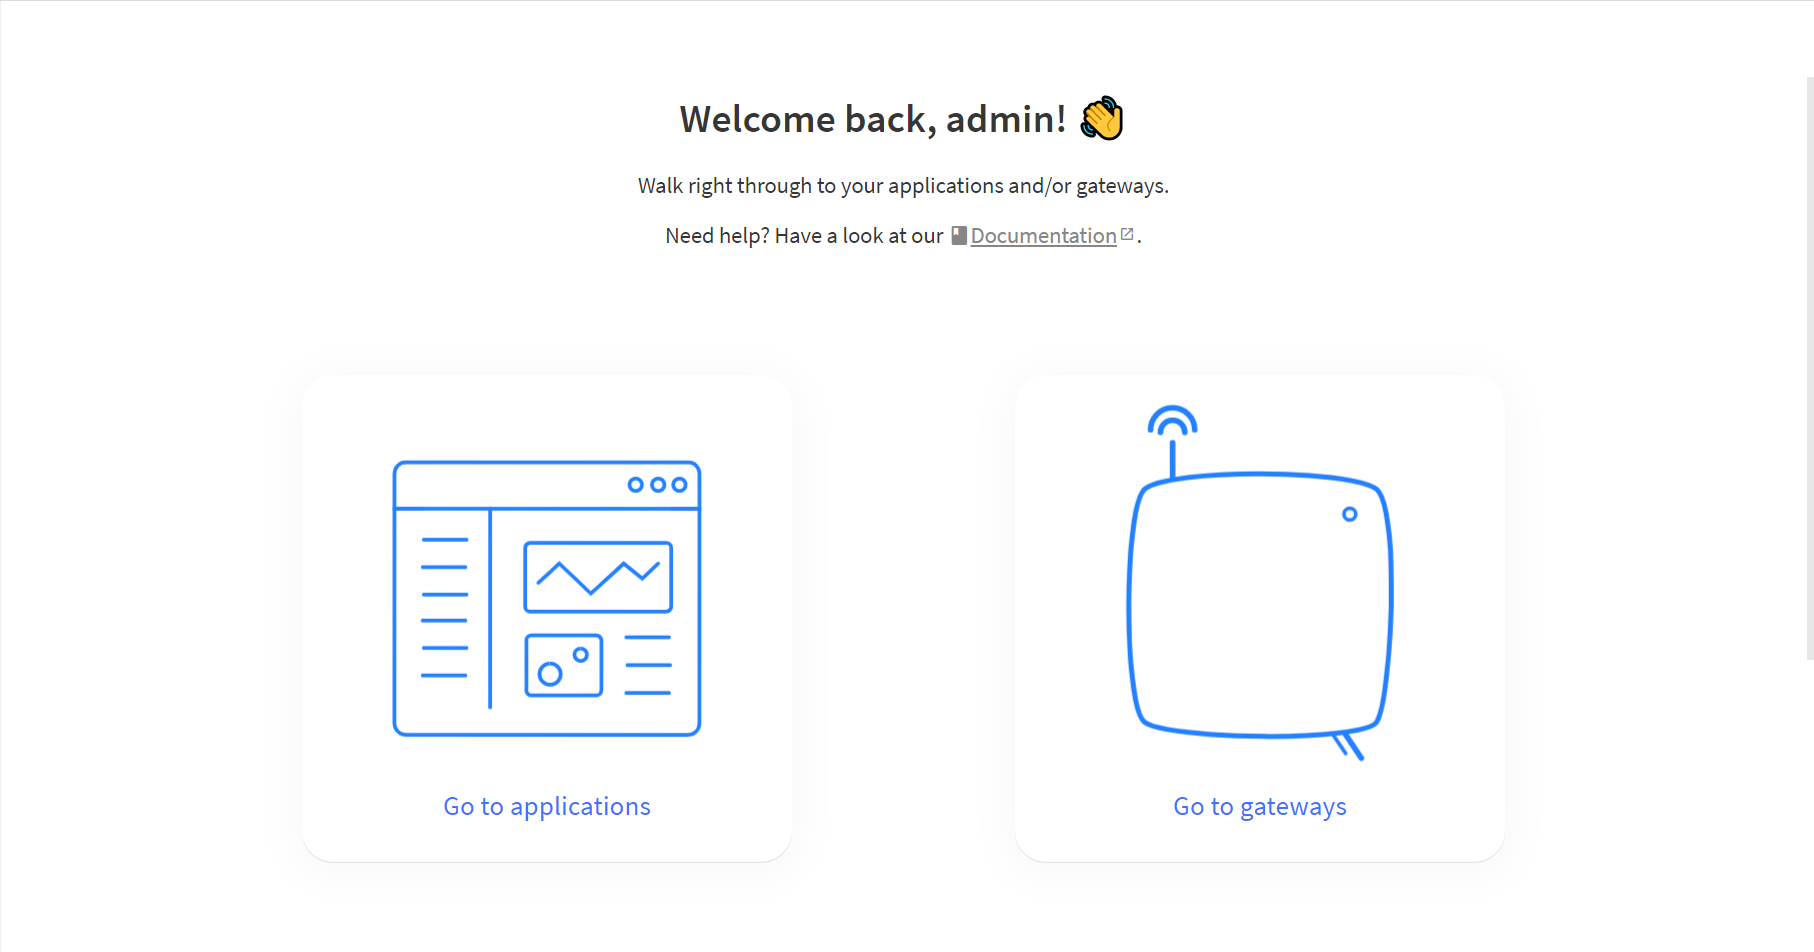 Welcome back, admin! 👋
Walk right through to your applications and/or gateways.
Need help? Have a look at our Documentation.
Go to applications
Go to gateways